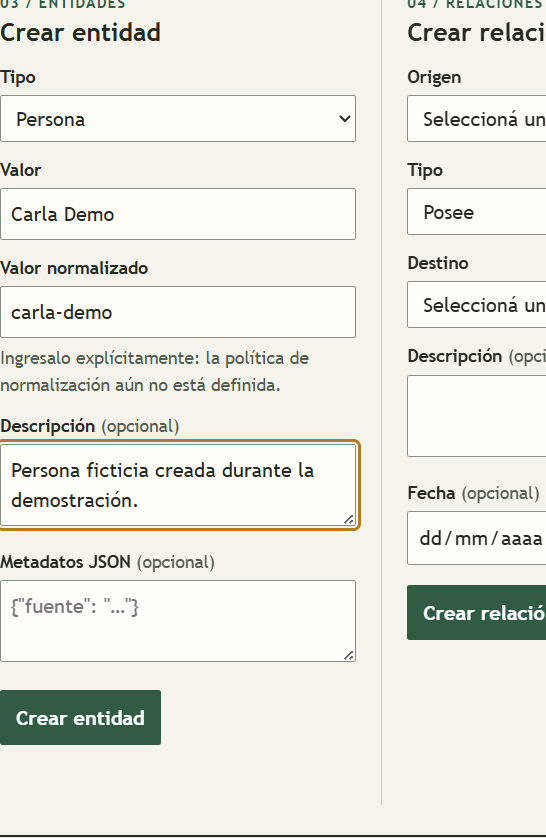 03 / ENTIDADES
Crear entidad
Tipo
Persona
Valor
Carla Demo
Valor normalizado
carla-demo
Ingresalo explícitamente: la política de
normalización aún no está definida.
Descripción (opcional)
Persona ficticia creada durante la
demostración.
Metadatos JSON (opcional)
{"fuente": "..."}
Crear entidad
04 / RELACIONES
Crear relaci
Origen
Seleccioná un
Tipo
Posee
Destino
Seleccioná un
Descripción (opci
Fecha (opcional)
dd/mm/aaaa
Crear relació